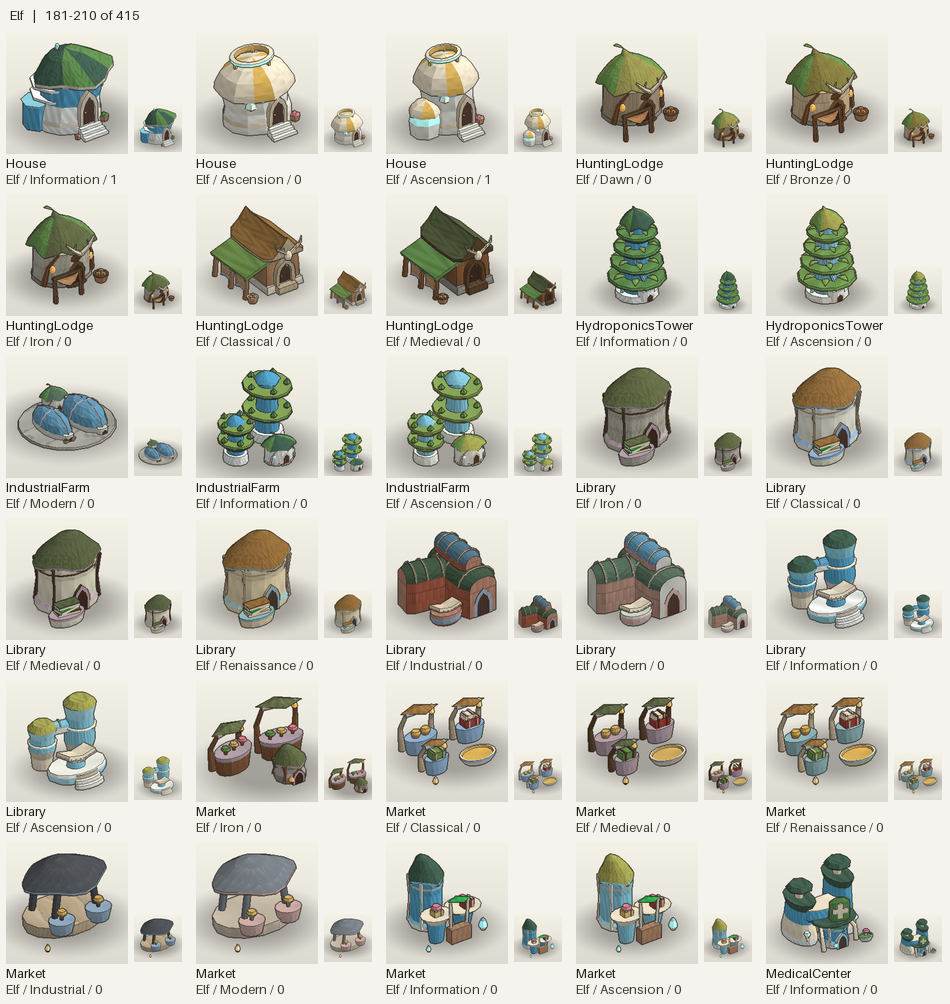 Elf | 181-210 of 415
House
Elf / Information / 1
House
Elf / Ascension / 0
House
Elf / Ascension / 1
HuntingLodge
Elf / Dawn / 0
HuntingLodge
Elf / Bronze / 0
HuntingLodge
Elf / Iron / 0
HuntingLodge
Elf / Classical / 0
HuntingLodge
Elf / Medieval / 0
HydroponicsTower
Elf / Information / 0
HydroponicsTower
Elf / Ascension / 0
IndustrialFarm
Elf / Modern / 0
IndustrialFarm
Elf / Information / 0
IndustrialFarm
Elf / Ascension / 0
Library
Elf / Iron / 0
Library
Elf / Classical / 0
Library
Elf / Medieval / 0
Library
Elf / Renaissance / 0
Library
Elf / Industrial / 0
Library
Elf / Modern / 0
Library
Elf / Information / 0
Library
Elf / Ascension / 0
Market
Elf / Iron / 0
Market
Elf / Classical / 0
Market
Elf / Medieval / 0
Market
Elf / Renaissance / 0
Market
Elf / Industrial / 0
Market
Elf / Modern / 0
Market
Elf / Information / 0
Market
Elf / Ascension / 0
MedicalCenter
Elf / Information / 0